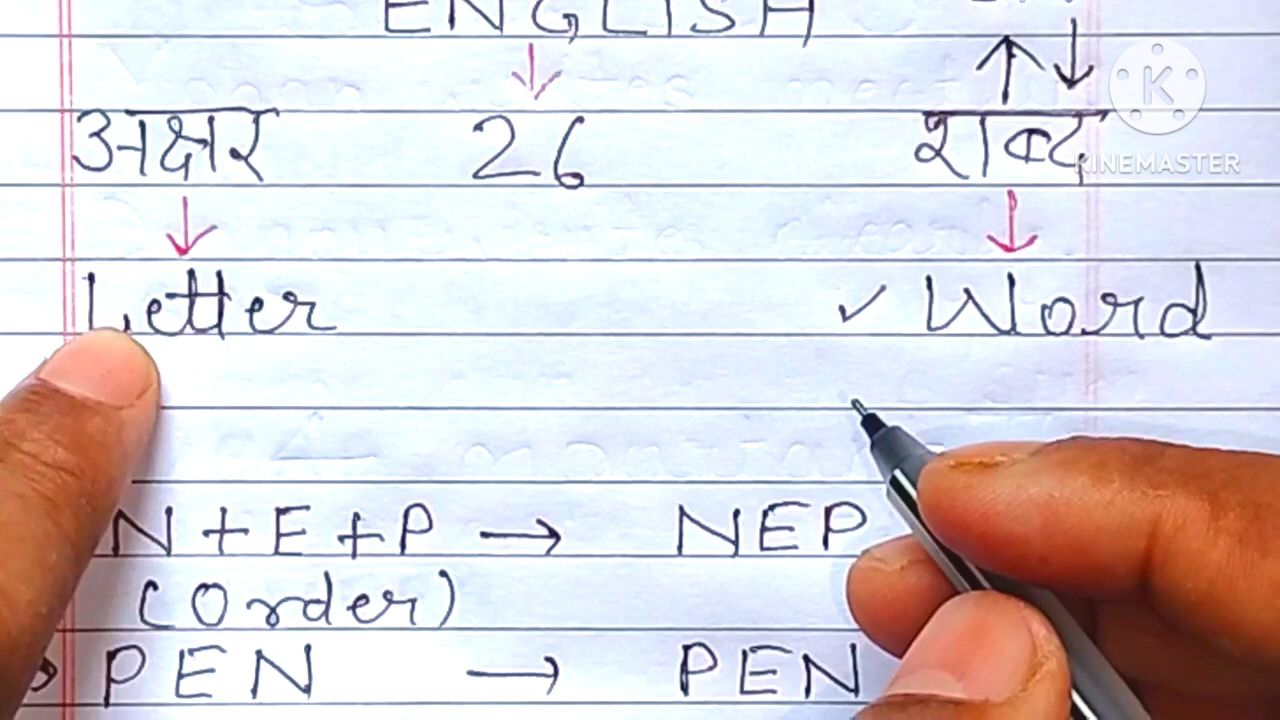 ENGLISH
अक्षर 26 शब्द
KINEMASTER
Letter ✓ Word
N + E + P → NEP
(Order)
PEN → PEN